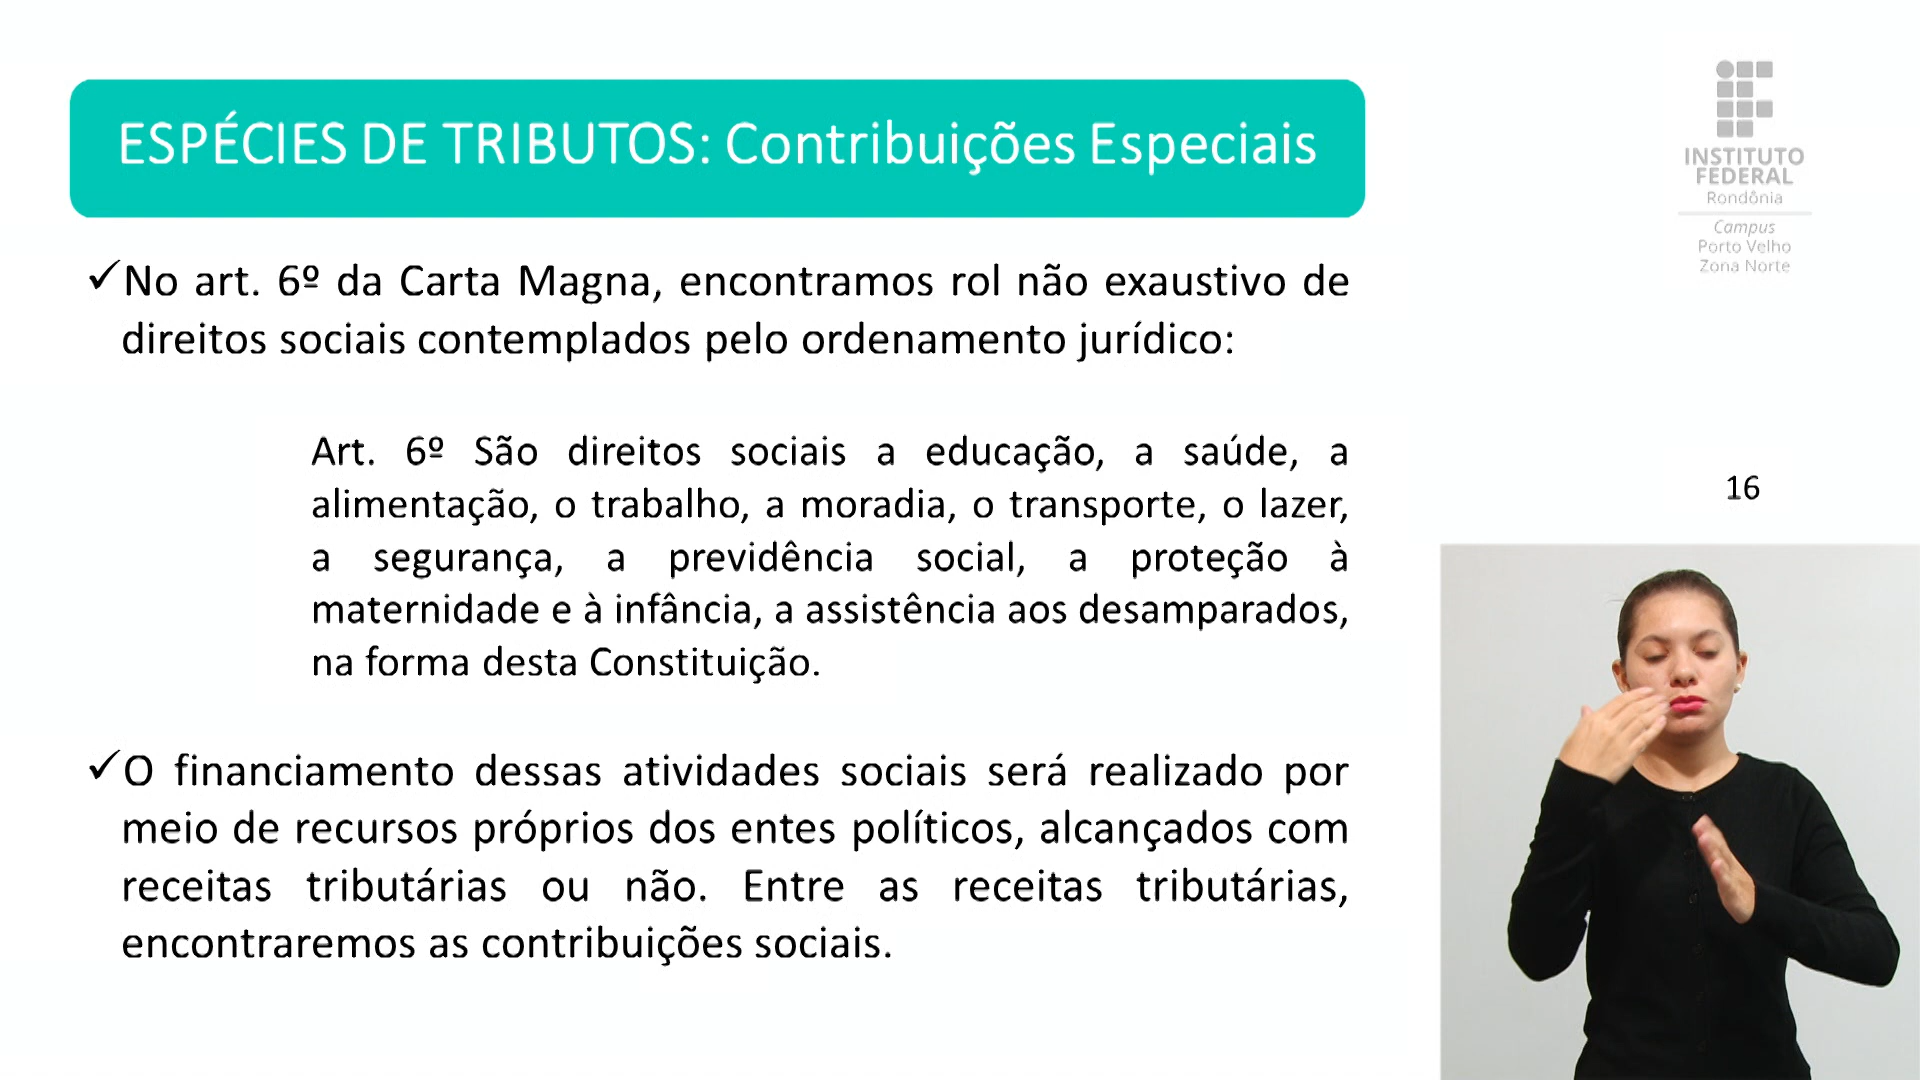 ESPÉCIES DE TRIBUTOS: Contribuições Especiais
INSTITUTO
FEDERAL
Rondônia
Campus
Porto Velho
Zona Norte
✓No art. 6º da Carta Magna, encontramos rol não exaustivo de
direitos sociais contemplados pelo ordenamento jurídico:
Art. 6º São direitos sociais a educação, a saúde, a
alimentação, o trabalho, a moradia, o transporte, o lazer,
a segurança, a previdência social, a proteção à
maternidade e à infância, a assistência aos desamparados,
na forma desta Constituição.
16
✓O financiamento dessas atividades sociais será realizado por
meio de recursos próprios dos entes políticos, alcançados com
receitas tributárias ou não. Entre as receitas tributárias,
encontraremos as contribuições sociais.